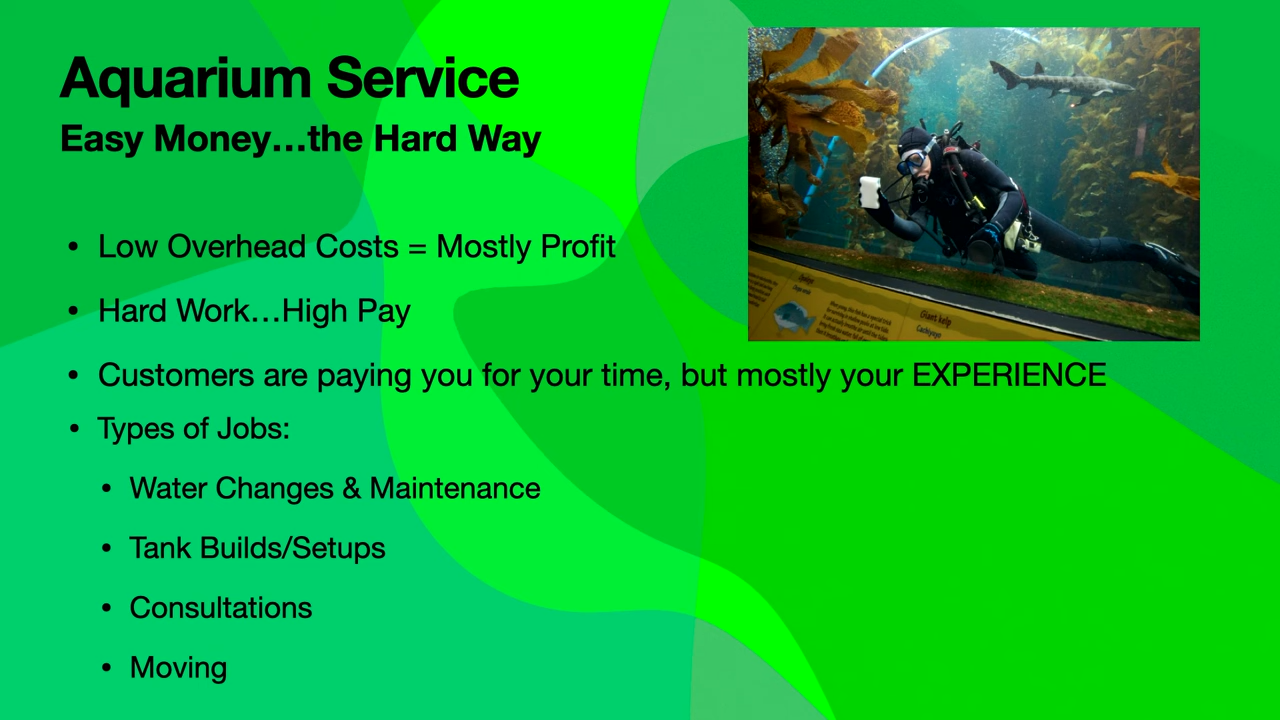 Aquarium Service
Easy Money…the Hard Way
• Low Overhead Costs = Mostly Profit
• Hard Work…High Pay
• Customers are paying you for your time, but mostly your EXPERIENCE
• Types of Jobs:
• Water Changes & Maintenance
• Tank Builds/Setups
• Consultations
• Moving
Giant kelp